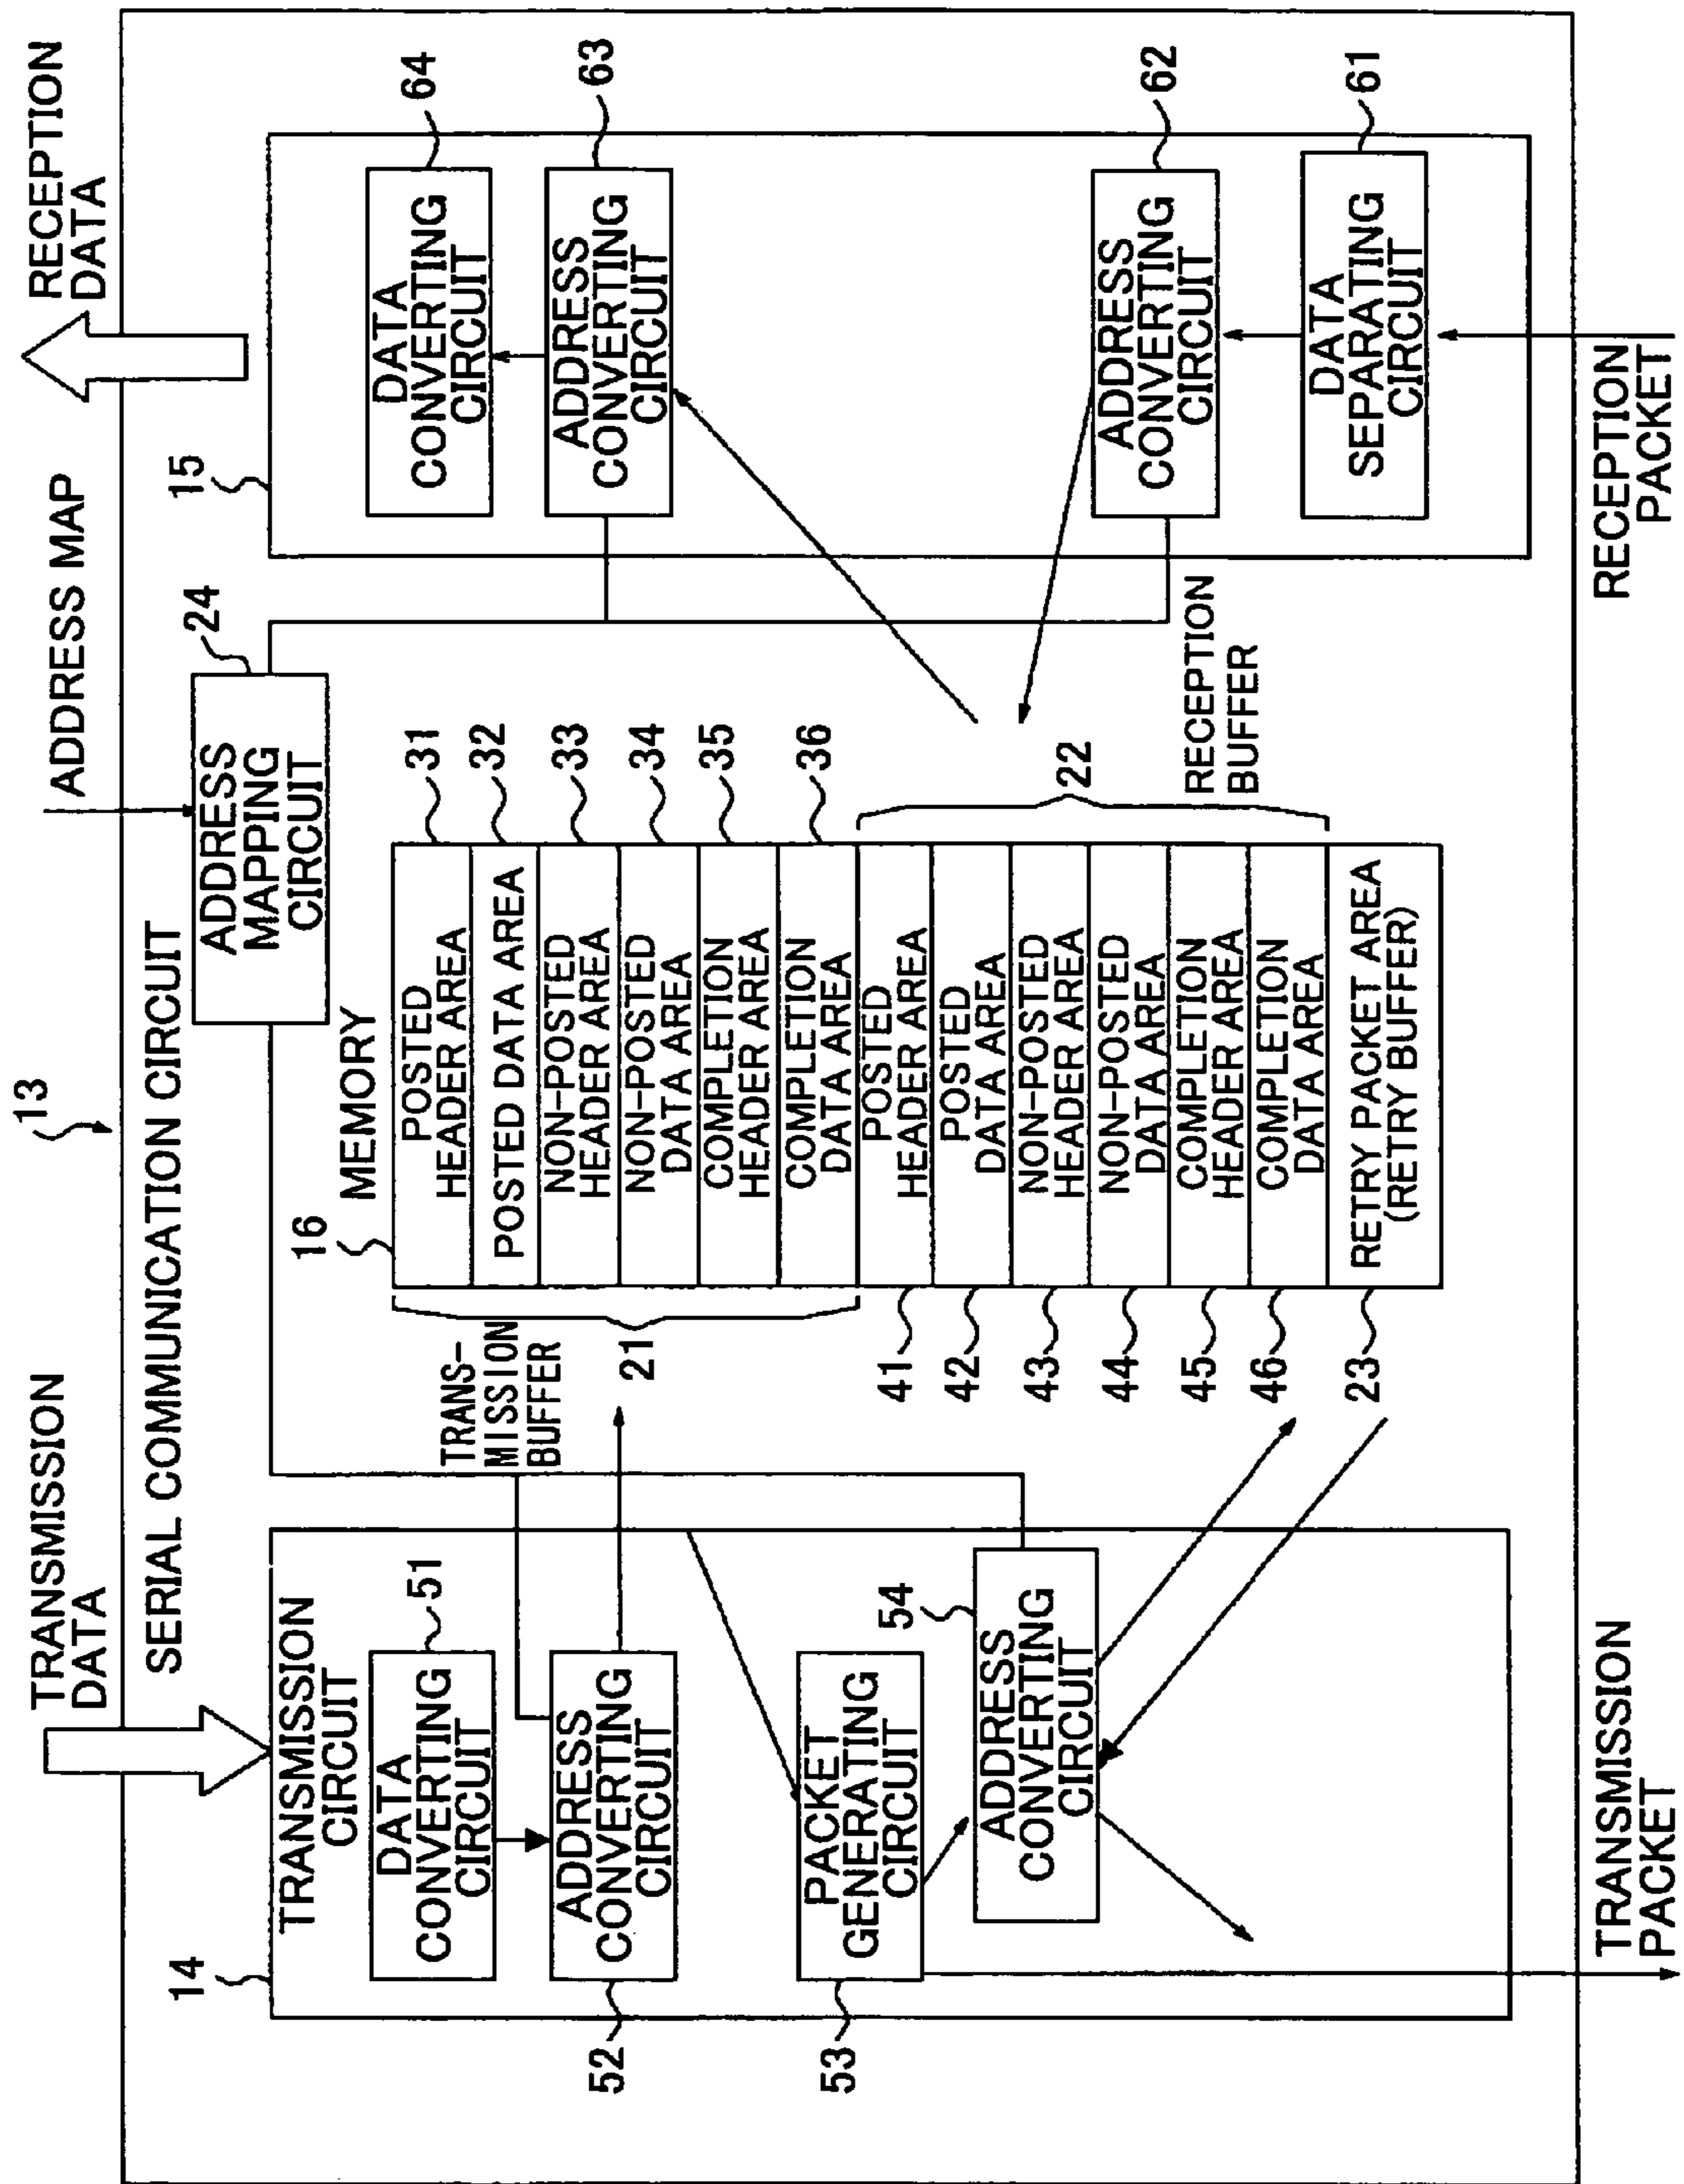 13
TRANSMISSION
DATA
ADDRESS MAP
RECEPTION
DATA
SERIAL COMMUNICATION CIRCUIT
24
ADDRESS
MAPPING
CIRCUIT
14
TRANSMISSION
CIRCUIT
51
DATA
CONVERTING
CIRCUIT
52
ADDRESS
CONVERTING
CIRCUIT
53
PACKET
GENERATING
CIRCUIT
54
ADDRESS
CONVERTING
CIRCUIT
TRANSMISSION
PACKET
TRANS-
MISSION
BUFFER
21
16
MEMORY
POSTED
HEADER AREA
31
POSTED DATA AREA
32
NON-POSTED
HEADER AREA
33
NON-POSTED
DATA AREA
34
COMPLETION
HEADER AREA
35
COMPLETION
DATA AREA
36
41
POSTED
HEADER AREA
42
POSTED
DATA AREA
43
NON-POSTED
HEADER AREA
44
NON-POSTED
DATA AREA
45
COMPLETION
HEADER AREA
46
COMPLETION
DATA AREA
23
RETRY PACKET AREA
(RETRY BUFFER)
22
RECEPTION
BUFFER
15
64
DATA
CONVERTING
CIRCUIT
63
ADDRESS
CONVERTING
CIRCUIT
62
ADDRESS
CONVERTING
CIRCUIT
61
DATA
SEPARATING
CIRCUIT
RECEPTION
PACKET